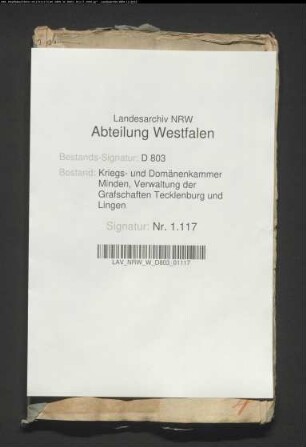 Landesarchiv NRW
Abteilung Westfalen
Bestands-Signatur: D 803
Bestand: Kriegs- und Domänenkammer
Minden, Verwaltung der
Grafschaften Tecklenburg und
Lingen
Signatur: Nr. 1.117
LAV_NRW_W_D803_01117